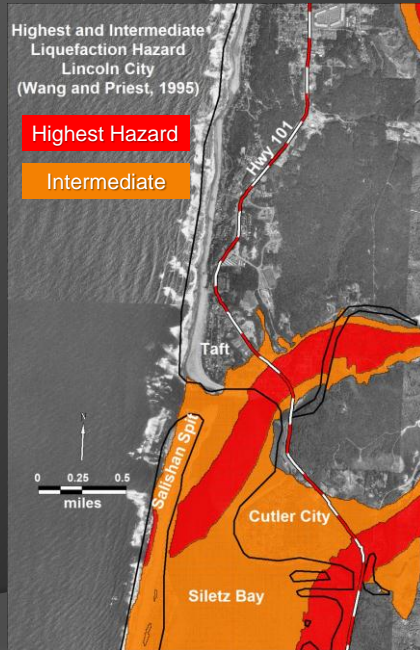 Highest and Intermediate
Liquefaction Hazard
Lincoln City
(Wang and Priest, 1995)
Highest Hazard
Intermediate
Hwy 101
Taft
N
0 0.25 0.5
miles
Salishan Spit
Cutler City
Siletz Bay